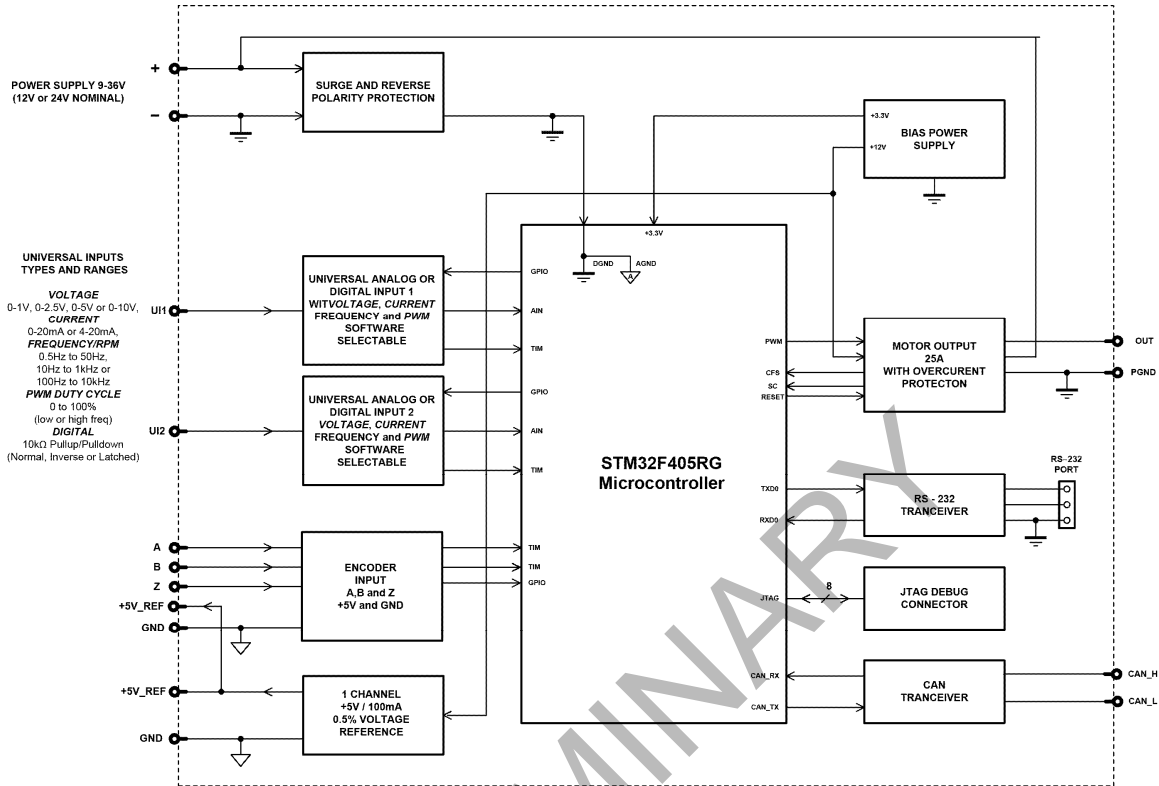 POWER SUPPLY 9-36V
(12V or 24V NOMINAL)
+
−
SURGE AND REVERSE
POLARITY PROTECTION
+3.3V
+12V
BIAS POWER
SUPPLY
UNIVERSAL INPUTS
TYPES AND RANGES
VOLTAGE
0-1V, 0-2.5V, 0-5V or 0-10V,
CURRENT
0-20mA or 4-20mA,
FREQUENCY/RPM
0.5Hz to 50Hz,
10Hz to 1kHz or
100Hz to 10kHz
PWM DUTY CYCLE
0 to 100%
(low or high freq)
DIGITAL
10kΩ Pullup/Pulldown
(Normal, Inverse or Latched)
UI1
UI2
UNIVERSAL ANALOG OR
DIGITAL INPUT 1
WITVOLTAGE, CURRENT
FREQUENCY and PWM
SOFTWARE
SELECTABLE
UNIVERSAL ANALOG OR
DIGITAL INPUT 2
VOLTAGE, CURRENT
FREQUENCY and PWM
SOFTWARE
SELECTABLE
A
B
Z
+5V_REF
GND
ENCODER
INPUT
A,B and Z
+5V and GND
+5V_REF
GND
1 CHANNEL
+5V / 100mA
0.5% VOLTAGE
REFERENCE
+3.3V
DGND
AGND
A
GPIO
AIN
TIM
GPIO
AIN
TIM
TIM
TIM
GPIO
STM32F405RG
Microcontroller
PWM
CFS
SC
RESET
TXD0
RXD0
JTAG
CAN_RX
CAN_TX
MOTOR OUTPUT
25A
WITH OVERCURENT
PROTECTON
OUT
PGND
RS - 232
TRANCEIVER
RS-232
PORT
8
JTAG DEBUG
CONNECTOR
CAN
TRANCEIVER
CAN_H
CAN_L
MINARY